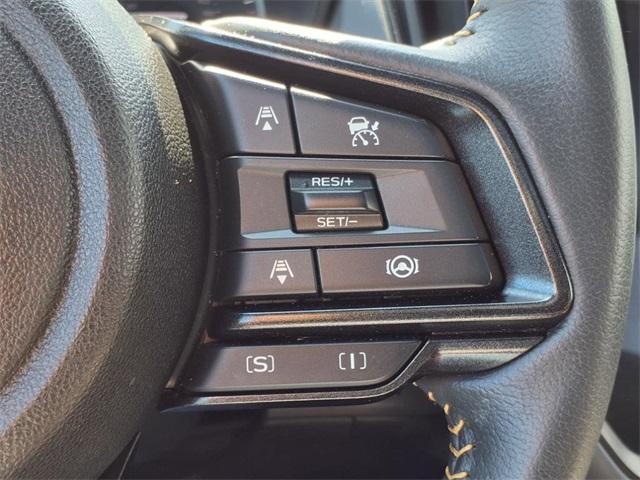 RES/+
SET/-
[S] [I]